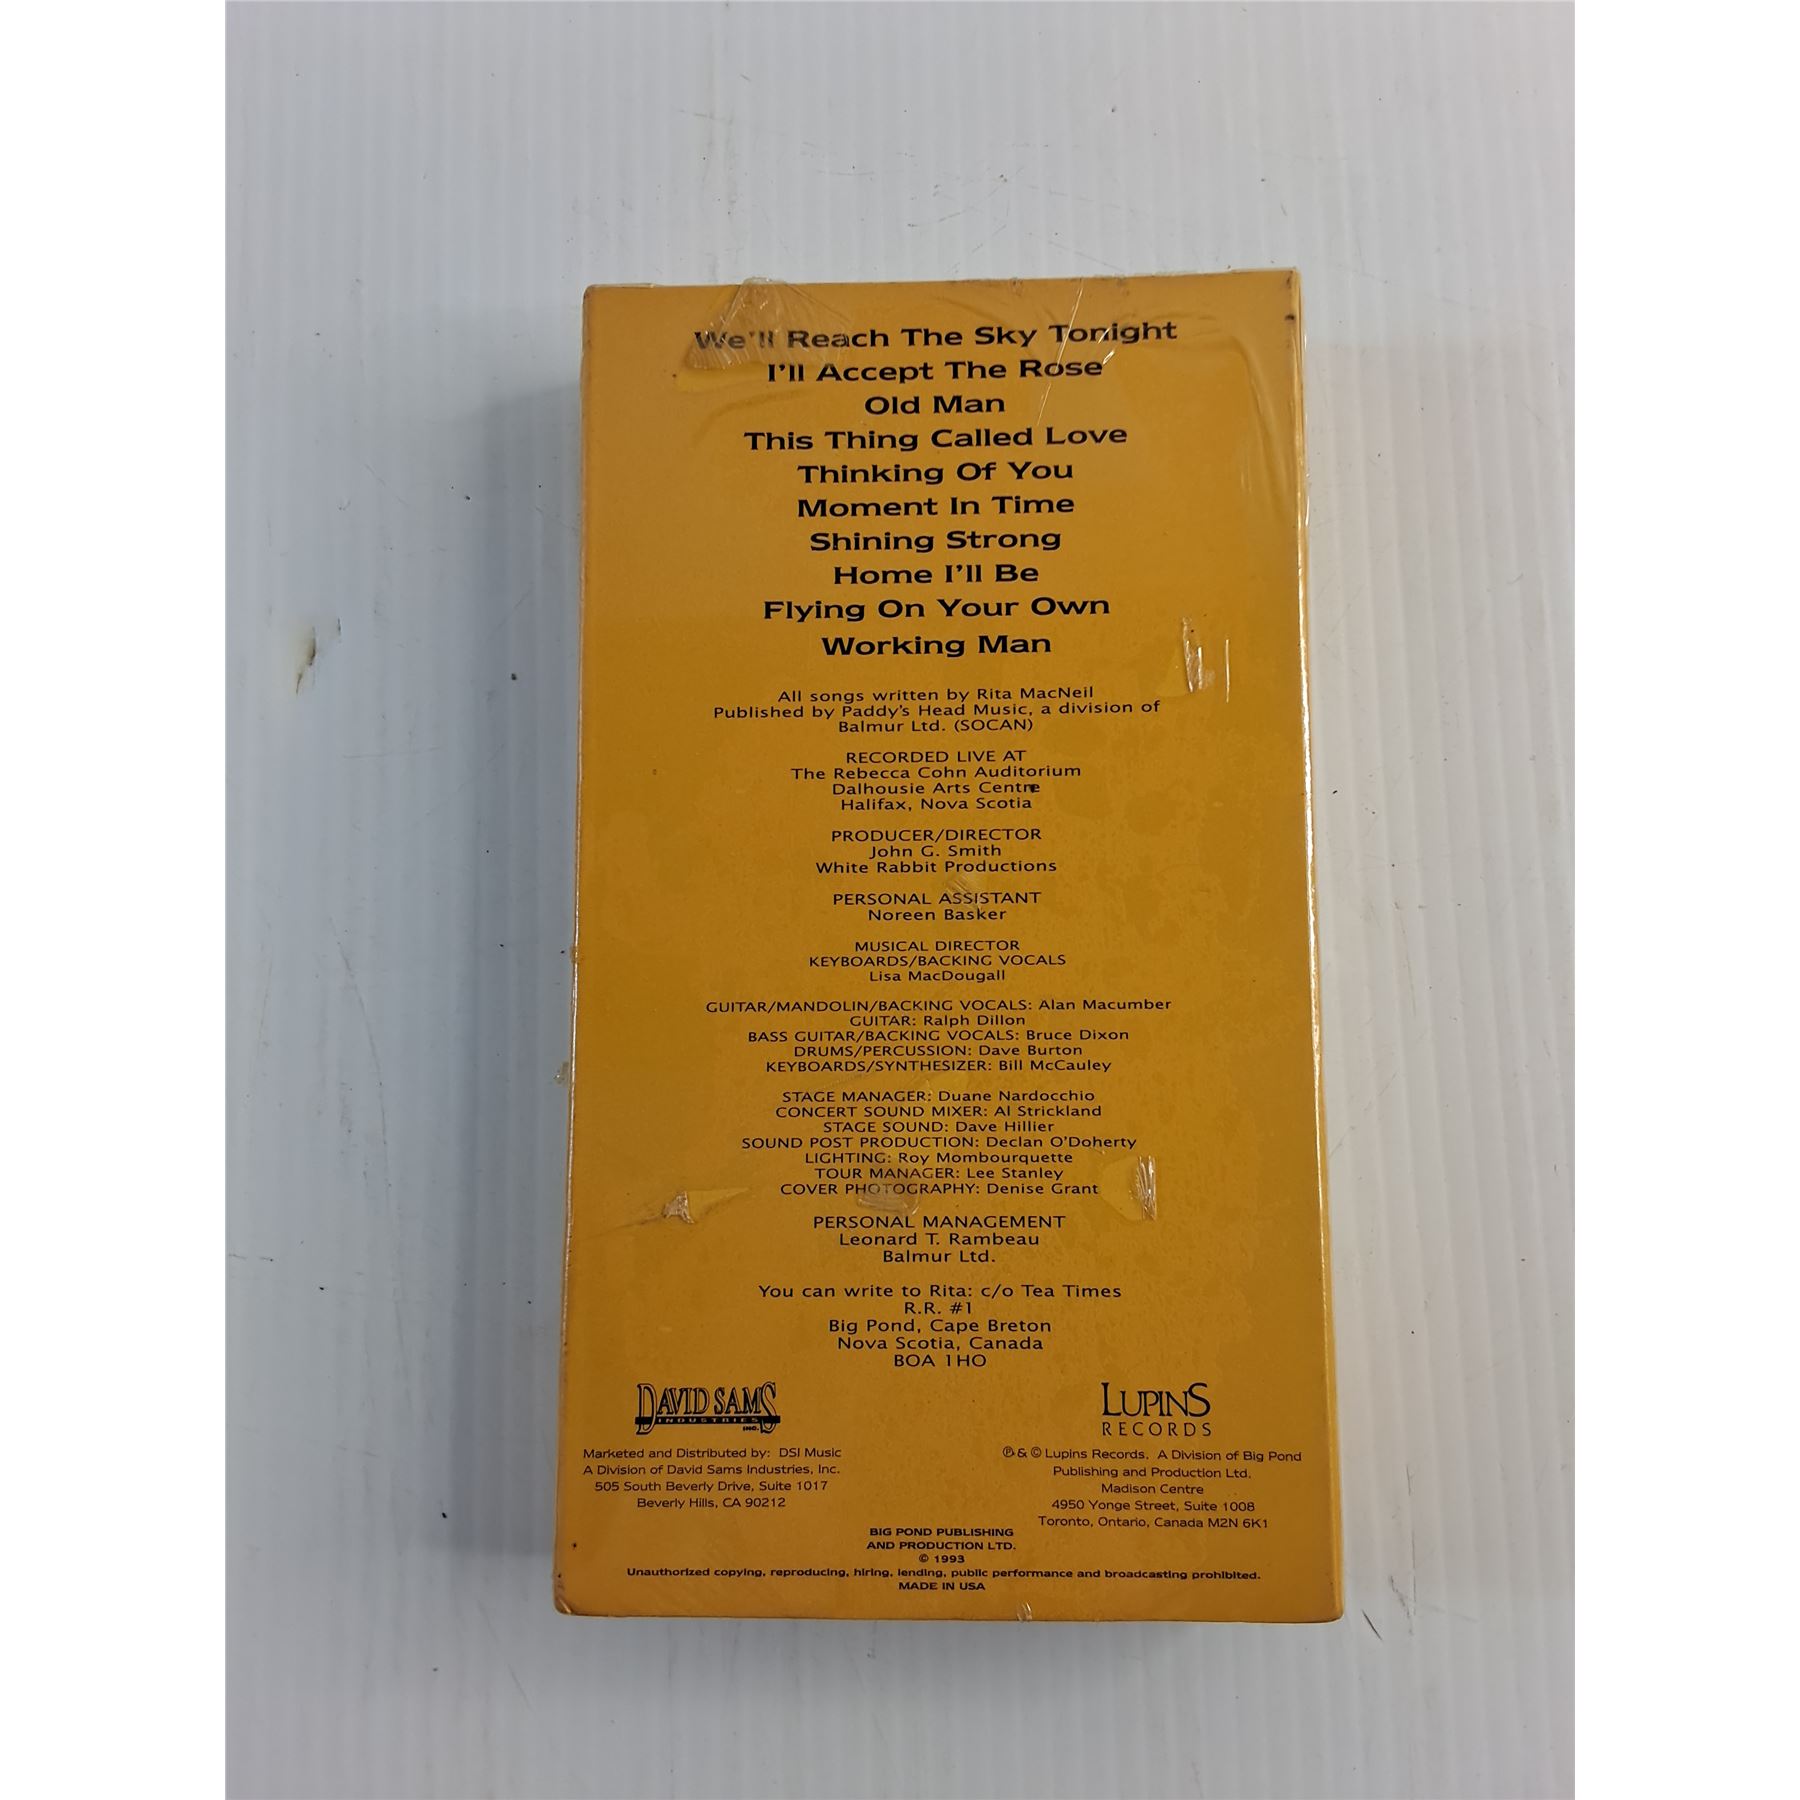 We'll Reach The Sky Tonight
I'll Accept The Rose
Old Man
This Thing Called Love
Thinking Of You
Moment In Time
Shining Strong
Home I'll Be
Flying On Your Own
Working Man
All songs written by Rita MacNeil
Published by Paddy's Head Music, a division of
Balmur Ltd. (SOCAN)
RECORDED LIVE AT
The Rebecca Cohn Auditorium
Dalhousie Arts Centre
Halifax, Nova Scotia
PRODUCER/DIRECTOR
John G. Smith
White Rabbit Productions
PERSONAL ASSISTANT
Noreen Basker
MUSICAL DIRECTOR
KEYBOARDS/BACKING VOCALS
Lisa MacDougall
GUITAR/MANDOLIN/BACKING VOCALS: Alan Macumber
GUITAR: Ralph Dillon
BASS GUITAR/BACKING VOCALS: Bruce Dixon
DRUMS/PERCUSSION: Dave Burton
KEYBOARDS/SYNTHESIZER: Bill McCauley
STAGE MANAGER: Duane Nardocchio
CONCERT SOUND MIXER: Al Strickland
STAGE SOUND: Dave Hillier
SOUND POST PRODUCTION: Declan O'Doherty
LIGHTING: Roy Mombourquette
TOUR MANAGER: Lee Stanley
COVER PHOTOGRAPHY: Denise Grant
PERSONAL MANAGEMENT
Leonard T. Rambeau
Balmur Ltd.
You can write to Rita: c/o Tea Times
R.R. #1
Big Pond, Cape Breton
Nova Scotia, Canada
BOA 1HO
DAVID SAMS
INDUSTRIES
INC.
Marketed and Distributed by: DSI Music
A Division of David Sams Industries, Inc.
505 South Beverly Drive, Suite 1017
Beverly Hills, CA 90212
LUPINS
RECORDS
℗ & © Lupins Records. A Division of Big Pond
Publishing and Production Ltd.
Madison Centre
4950 Yonge Street, Suite 1008
Toronto, Ontario, Canada M2N 6K1
BIG POND PUBLISHING
AND PRODUCTION LTD.
© 1993
Unauthorized copying, reproducing, hiring, lending, public performance and broadcasting prohibited.
MADE IN USA